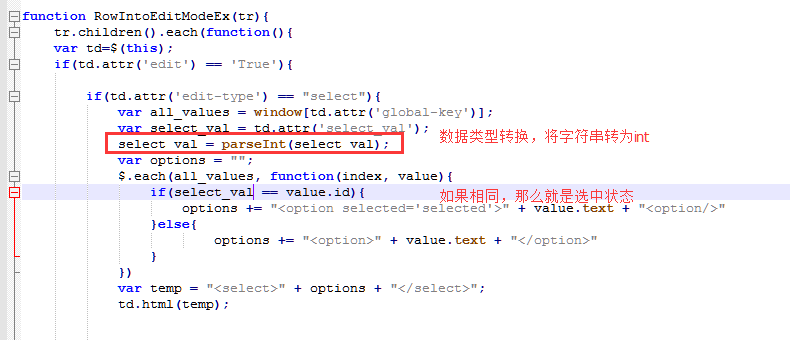 function RowIntoEditModeEx(tr){
tr.children().each(function(){
var td=$(this);
if(td.attr('edit') == 'True'){
if(td.attr('edit-type') == "select"){
var all_values = window[td.attr('global-key')];
var select_val = td.attr('select_val');
select_val = parseInt(select_val); 数据类型转换，将字符串转为int
var options = "";
$.each(all_values, function(index, value){
if(select_val == value.id){ 如果相同，那么就是选中状态
options += "<option selected='selected'>" + value.text + "<option/>"
}else{
options += "<option>" + value.text + "</option>"
}
})
var temp = "<select>" + options + "</select>";
td.html(temp);